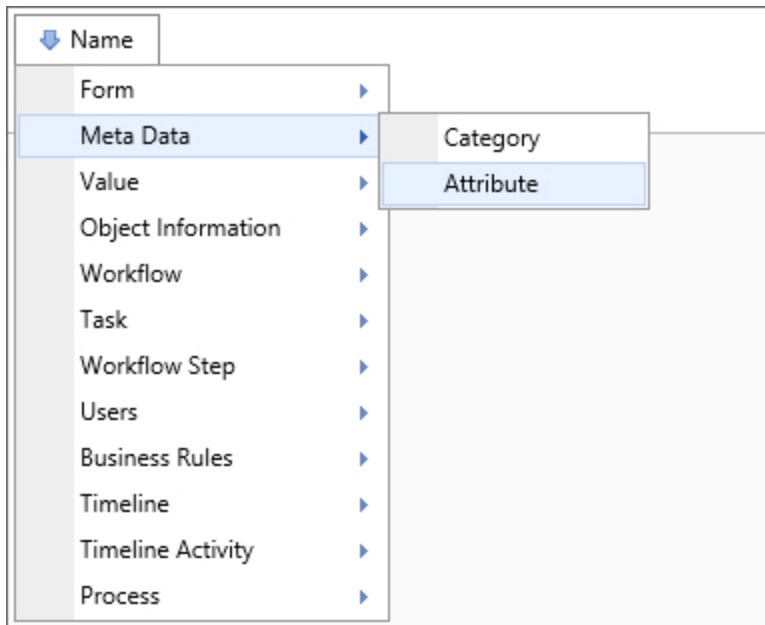 Name
Form
Meta Data
Category
Attribute
Value
Object Information
Workflow
Task
Workflow Step
Users
Business Rules
Timeline
Timeline Activity
Process